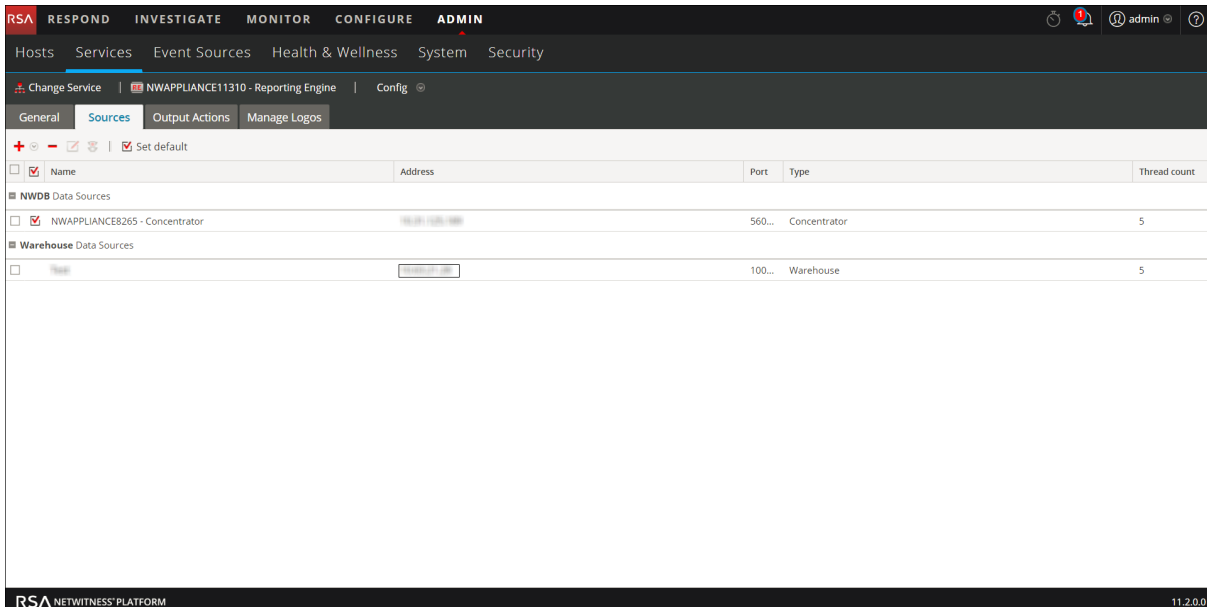 RSA RESPOND INVESTIGATE MONITOR CONFIGURE ADMIN 1 admin ?
Hosts Services Event Sources Health & Wellness System Security
Change Service | RE NWAPPLIANCE11310 - Reporting Engine | Config
General Sources Output Actions Manage Logos
Set default
Name Address Port Type Thread count
NWDB Data Sources
NWAPPLIANCE8265 - Concentrator 560... Concentrator 5
Warehouse Data Sources
100... Warehouse 5
RSA NETWITNESS® PLATFORM 11.2.0.0